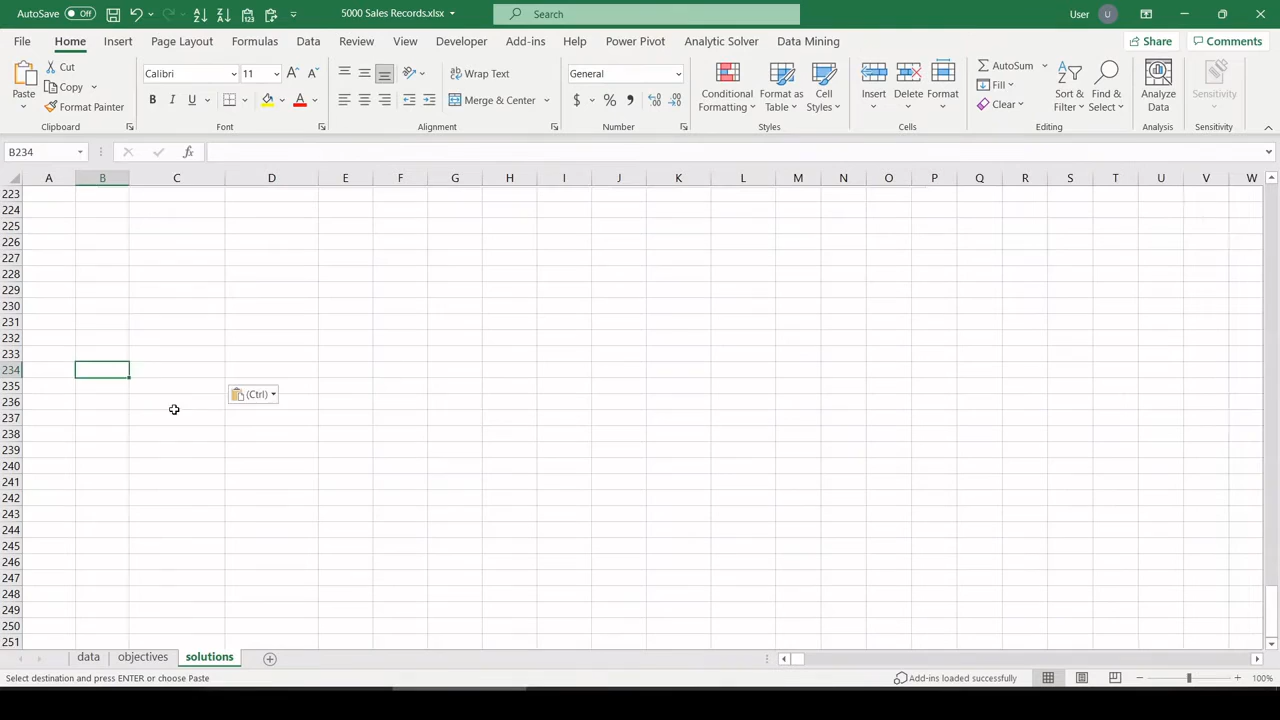 AutoSave Off 5000 Sales Records.xlsx Search User U
File Home Insert Page Layout Formulas Data Review View Developer Add-ins Help Power Pivot Analytic Solver Data Mining Share Comments
Paste Cut Copy Format Painter Clipboard
Calibri 11 B I U A Font
Wrap Text Merge & Center Alignment
General $ % , Number
Conditional Formatting Format as Table Cell Styles Styles
Insert Delete Format Cells
AutoSum Fill Clear Sort & Filter Find & Select Editing
Analyze Data Analysis
Sensitivity Sensitivity
B234 fx
A B C D E F G H I J K L M N O P Q R S T U V W
223
224
225
226
227
228
229
230
231
232
233
234
235
(Ctrl)
236
237
238
239
240
241
242
243
244
245
246
247
248
249
250
251
data objectives solutions
Select destination and press ENTER or choose Paste Add-ins loaded successfully 100%